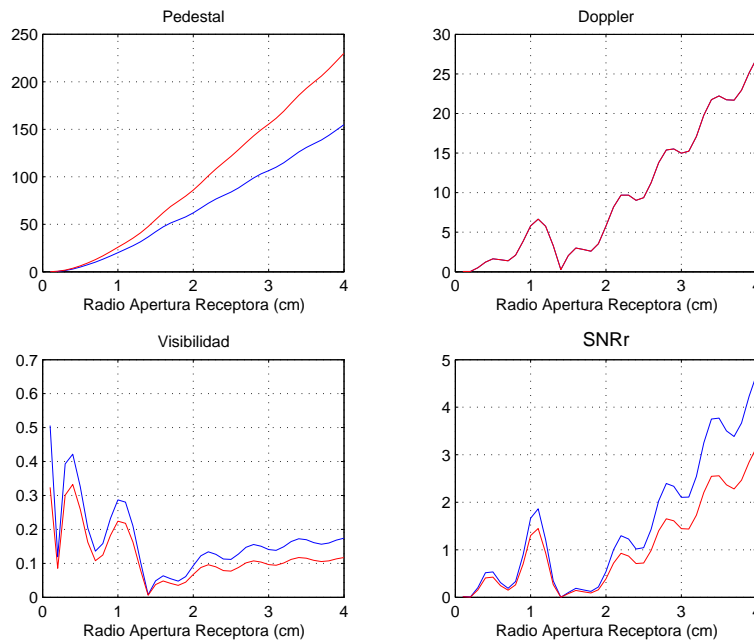 Pedestal
250
200
150
100
50
0
0 1 2 3 4
Radio Apertura Receptora (cm)
Doppler
30
25
20
15
10
5
0
0 1 2 3 4
Radio Apertura Receptora (cm)
Visibilidad
0.7
0.6
0.5
0.4
0.3
0.2
0.1
0
0 1 2 3 4
Radio Apertura Receptora (cm)
SNRr
5
4
3
2
1
0
0 1 2 3 4
Radio Apertura Receptora (cm)